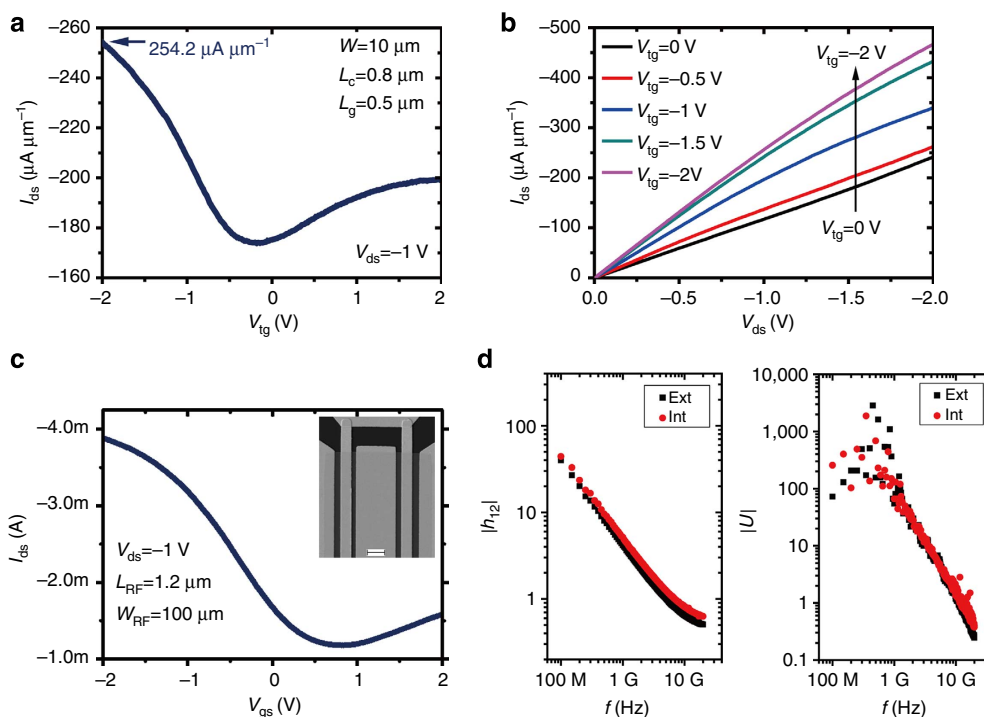 a
I_ds (µA µm⁻¹)
−260
−240
−220
−200
−180
−160
254.2 µA µm⁻¹
W=10 µm
L_c=0.8 µm
L_g=0.5 µm
V_ds=−1 V
−2 −1 0 1 2
V_tg (V)
b
I_ds (µA µm⁻¹)
−500
−400
−300
−200
−100
0
V_tg=0 V
V_tg=−0.5 V
V_tg=−1 V
V_tg=−1.5 V
V_tg=−2V
V_tg=−2 V
V_tg=0 V
0.0 −0.5 −1.0 −1.5 −2.0
V_ds (V)
c
I_ds (A)
−4.0m
−3.0m
−2.0m
−1.0m
V_ds=−1 V
L_RF=1.2 µm
W_RF=100 µm
−2 −1 0 1 2
V_gs (V)
d
|h_12|
100
10
1
Ext
Int
100 M 1 G 10 G
f (Hz)
|U|
10,000
1,000
100
10
1
0.1
Ext
Int
100 M 1 G 10 G
f (Hz)